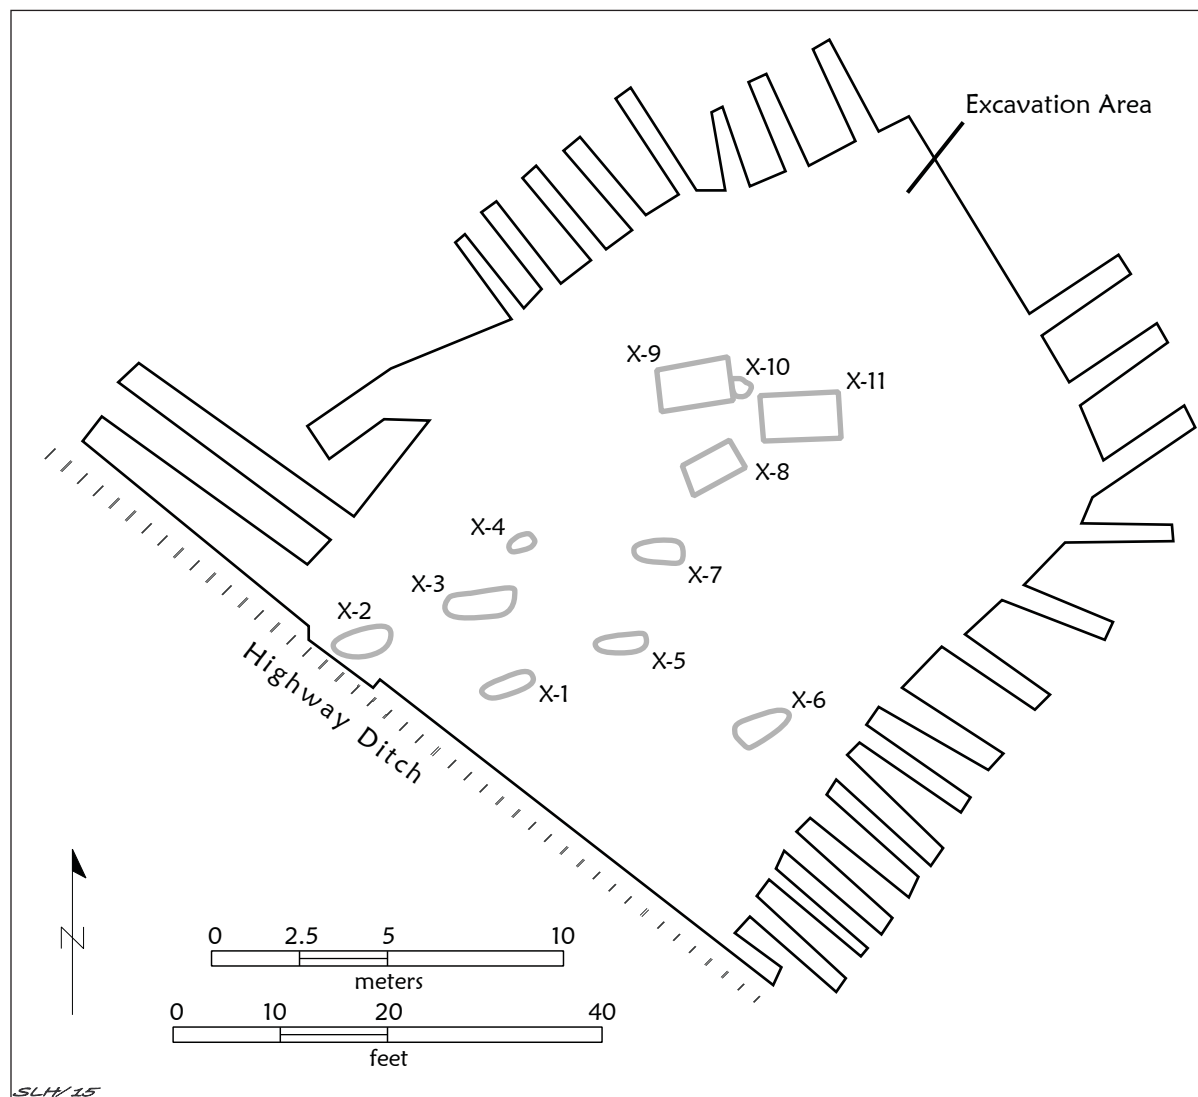 Excavation Area
X-9
X-10
X-11
X-8
X-4
X-7
X-3
X-2
X-5
X-1
X-6
Highway Ditch
N
0 2.5 5 10
meters
0 10 20 40
feet
SLH/15